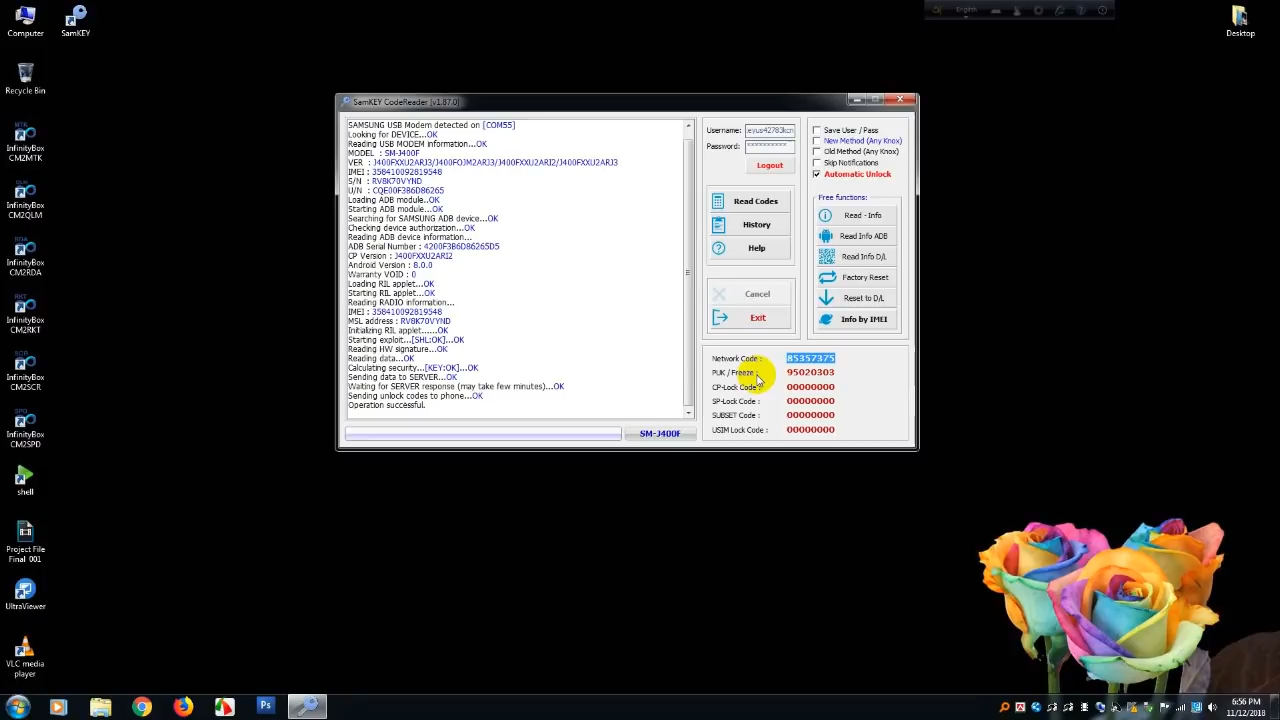 English
Computer
SamKEY
Desktop
Recycle Bin
InfinityBox
CM2MTK
InfinityBox
CM2QLM
InfinityBox
CM2RDA
InfinityBox
CM2RKT
InfinityBox
CM2SCR
InfinityBox
CM2SPD
shell
Project File
Final 001
UltraViewer
VLC media
player
SamKEY CodeReader [v1.87.0]
SAMSUNG USB Modem detected on [COM55]
Looking for DEVICE...OK
Reading USB MODEM information...OK
MODEL : SM-J400F
VER : J400FXXU2ARJ3/J400FOJM2ARJ3/J400FXXU2ARI2/J400FXXU2ARJ3
IMEI : 358410092819548
S/N : RV8K70VYND
U/N : CQE00F3B6D86265
Loading ADB module..OK
Starting ADB module...OK
Searching for SAMSUNG ADB device...OK
Checking device authorization...OK
Reading ADB device information...
ADB Serial Number : 4200F3B6D86265D5
CP Version : J400FXXU2ARI2
Android Version : 8.0.0
Warranty VOID : 0
Loading RIL applet....OK
Starting RIL applet...OK
Reading RADIO information...
IMEI : 358410092819548
MSL address : RV8K70VYND
Initializing RIL applet......OK
Starting exploit...[SHL:OK]...OK
Reading HW signature...OK
Reading data...OK
Calculating security...[KEY:OK]...OK
Sending data to SERVER...OK
Waiting for SERVER response (may take few minutes)...OK
Sending unlock codes to phone...OK
Operation successful.
SM-J400F
Username:
.eyus42783kcn
Password:
**********
Logout
Read Codes
History
Help
Cancel
Exit
Save User / Pass
New Method (Any Knox)
Old Method (Any Knox)
Skip Notifications
Automatic Unlock
Free functions:
Read - Info
Read Info ADB
Read Info D/L
Factory Reset
Reset to D/L
Info by IMEI
Network Code : 85357375
PUK / Freeze : 95020303
CP-Lock Code : 00000000
SP-Lock Code : 00000000
SUBSET Code : 00000000
USIM Lock Code : 00000000
Ps
6:56 PM
11/12/2018